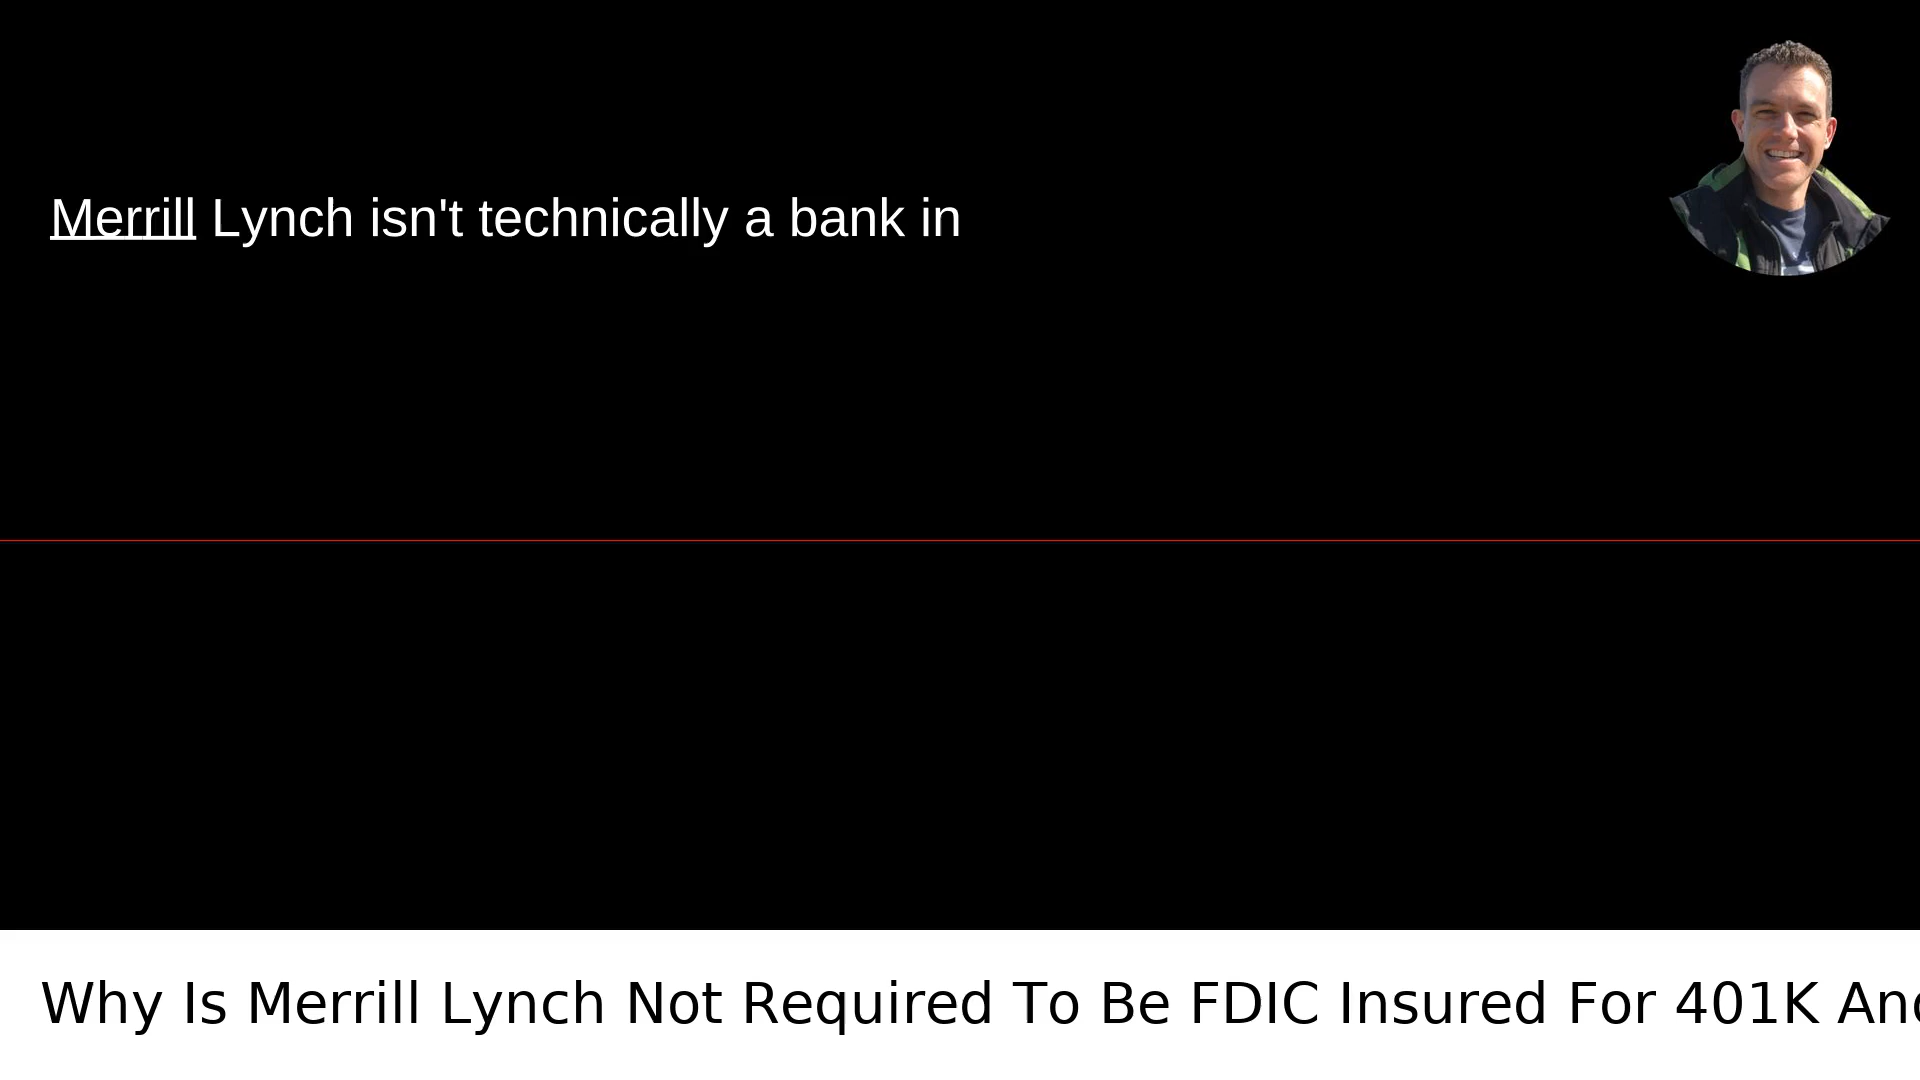 Merrill Lynch isn't technically a bank in
Why Is Merrill Lynch Not Required To Be FDIC Insured For 401K And